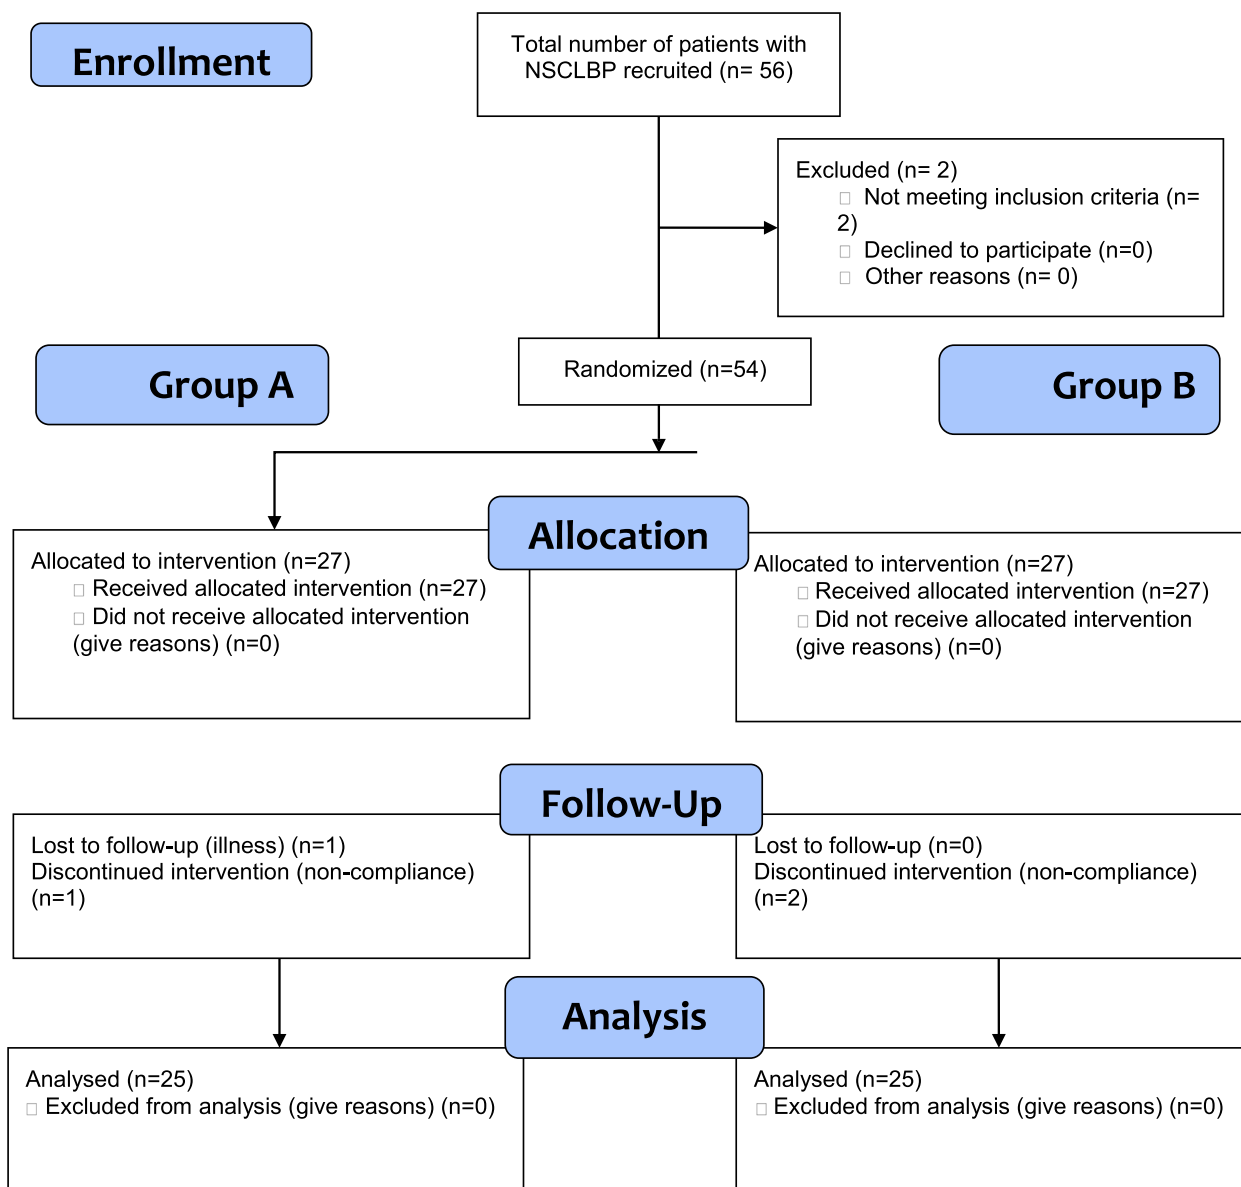 Enrollment
Total number of patients with
NSCLBP recruited (n= 56)
Excluded (n= 2)
□ Not meeting inclusion criteria (n=
2)
□ Declined to participate (n=0)
□ Other reasons (n= 0)
Randomized (n=54)
Group A
Group B
Allocation
Allocated to intervention (n=27)
□ Received allocated intervention (n=27)
□ Did not receive allocated intervention
(give reasons) (n=0)
Allocated to intervention (n=27)
□ Received allocated intervention (n=27)
□ Did not receive allocated intervention
(give reasons) (n=0)
Follow-Up
Lost to follow-up (illness) (n=1)
Discontinued intervention (non-compliance)
(n=1)
Lost to follow-up (n=0)
Discontinued intervention (non-compliance)
(n=2)
Analysis
Analysed (n=25)
□ Excluded from analysis (give reasons) (n=0)
Analysed (n=25)
□ Excluded from analysis (give reasons) (n=0)